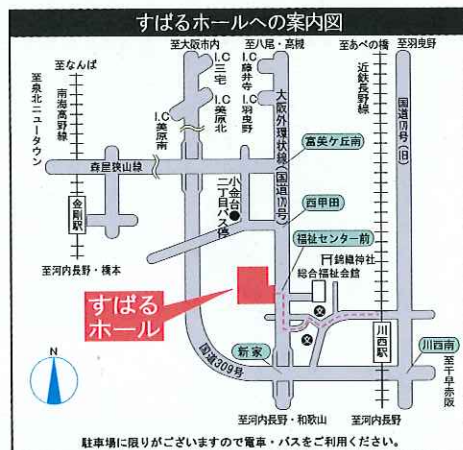 すばるホールへの案内図
至大阪市内
至八尾・高槻
至あべの橋
至羽曳野
至なんば
至泉北ニュータウン
南海高野線
I.C
三宅
I.C
美原北
I.C
美原南
I.C
藤井寺
I.C
羽曳野
大阪外環状線(国道170号)
近鉄長野線
国道170号(旧)
森屋狭山線
富美ケ丘南
金剛駅
小金台二丁目バス停
西甲田
福祉センター前
錦織神社
総合福祉会館
至河内長野・橋本
すばる
ホール
文
文
川西駅
新家
川西南
国道309号
至千早赤阪
N
至河内長野・和歌山
至河内長野
駐車場に限りがございますので電車・バスをご利用ください。